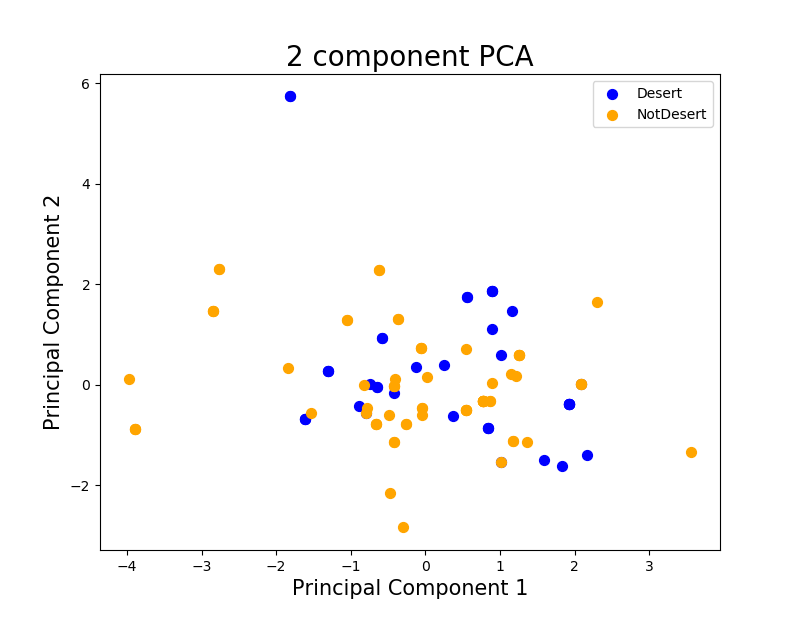 2 component PCA
Desert
NotDesert
6
4
2
0
−2
Principal Component 2
−4
−3
−2
−1
0
1
2
3
Principal Component 1